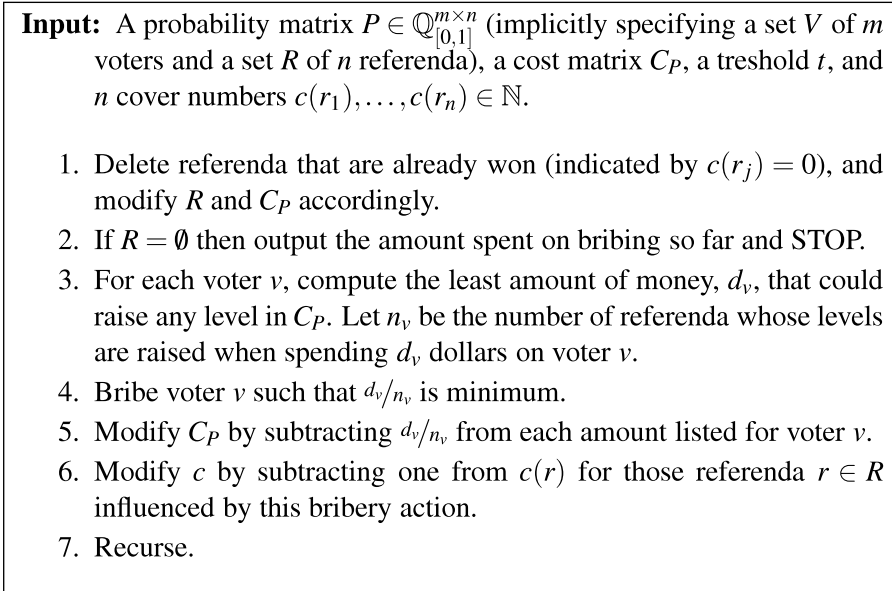 Input: A probability matrix P ∈ ℚ_{[0,1]}^{m×n} (implicitly specifying a set V of m
voters and a set R of n referenda), a cost matrix C_P, a treshold t, and
n cover numbers c(r_1),…,c(r_n) ∈ ℕ.
1. Delete referenda that are already won (indicated by c(r_j) = 0), and
modify R and C_P accordingly.
2. If R = ∅ then output the amount spent on bribing so far and STOP.
3. For each voter v, compute the least amount of money, d_v, that could
raise any level in C_P. Let n_v be the number of referenda whose levels
are raised when spending d_v dollars on voter v.
4. Bribe voter v such that d_v/n_v is minimum.
5. Modify C_P by subtracting d_v/n_v from each amount listed for voter v.
6. Modify c by subtracting one from c(r) for those referenda r ∈ R
influenced by this bribery action.
7. Recurse.